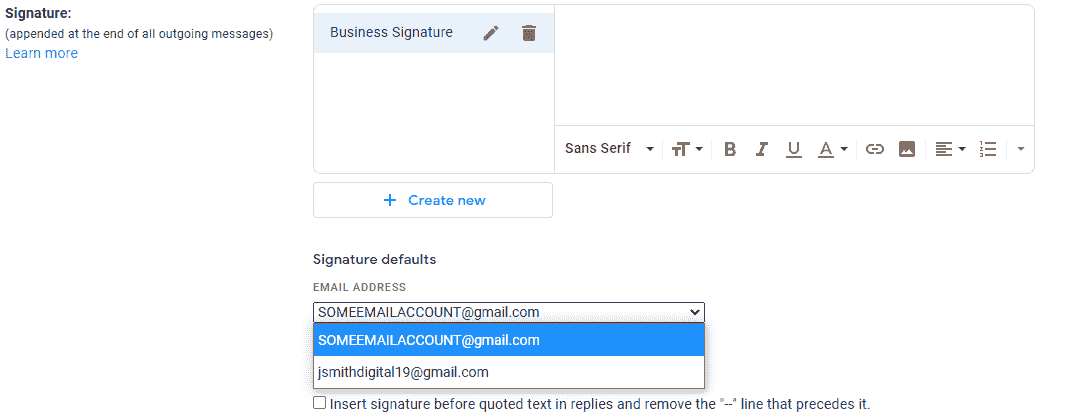 Signature:
(appended at the end of all outgoing messages)
Learn more
Business Signature
Sans Serif
B I U A
+ Create new
Signature defaults
EMAIL ADDRESS
SOMEEMAILACCOUNT@gmail.com
SOMEEMAILACCOUNT@gmail.com
jsmithdigital19@gmail.com
Insert signature before quoted text in replies and remove the "--" line that precedes it.